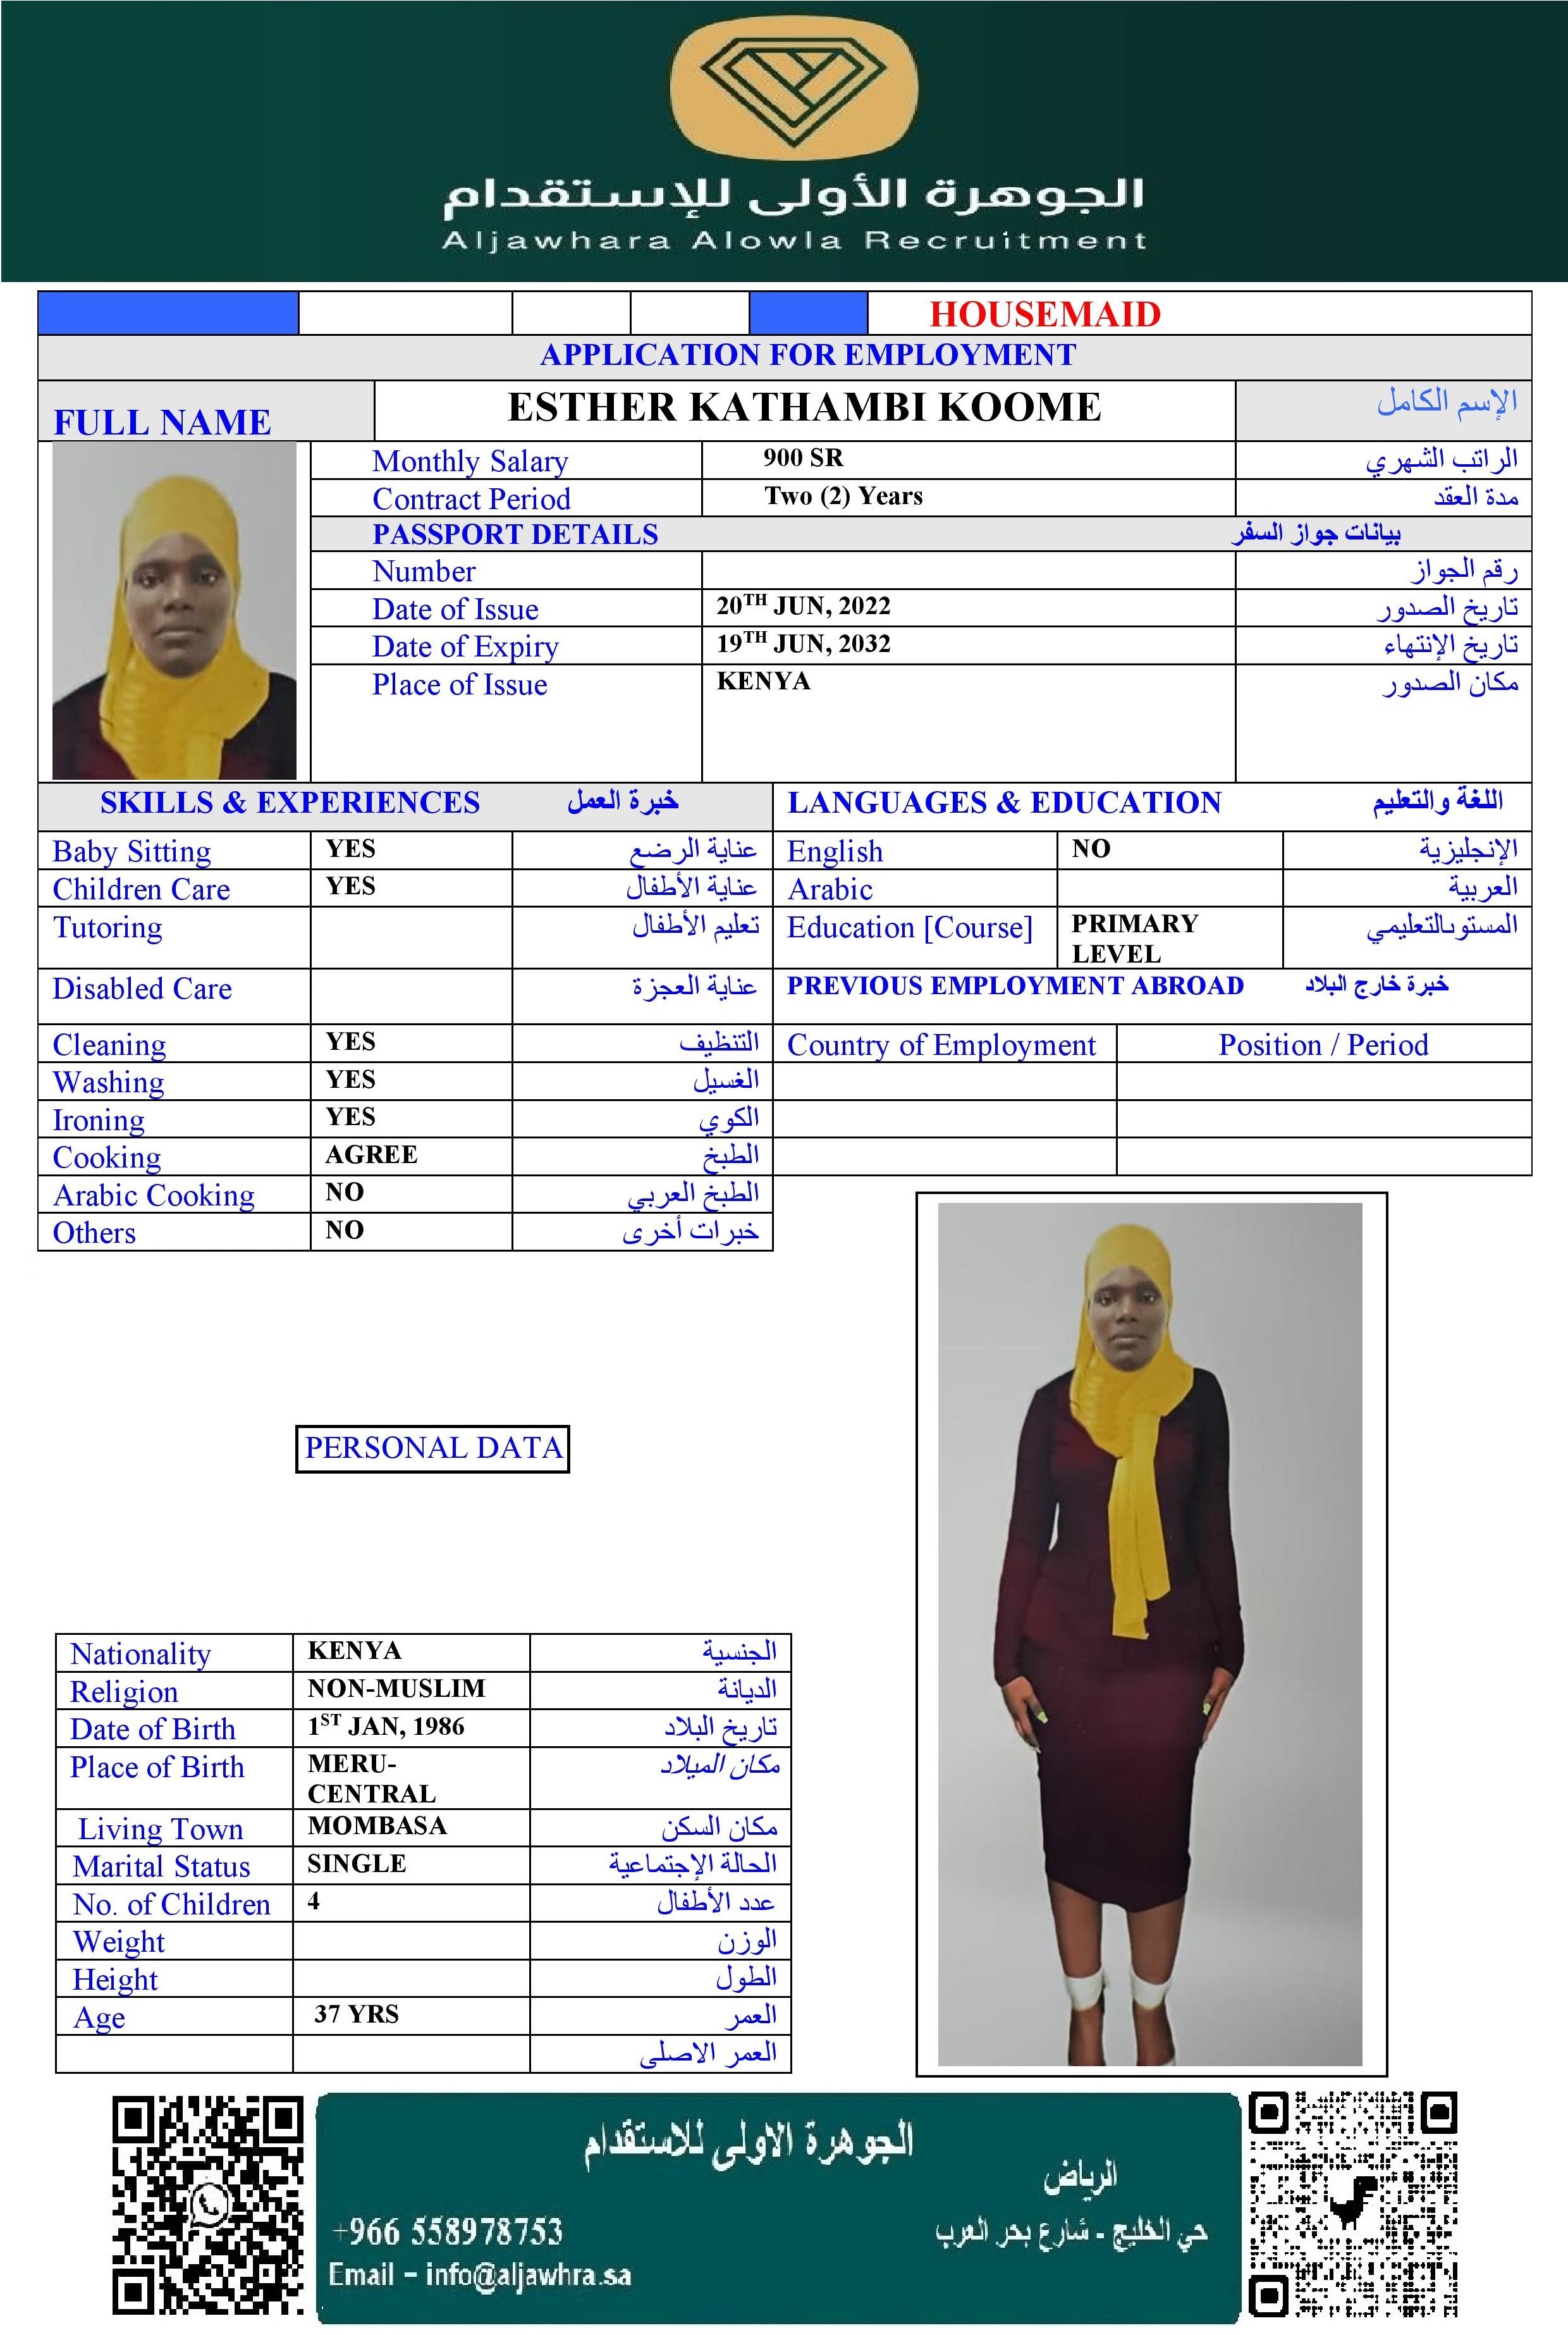 الجوهرة الأولى للإستقدام
Aljawhara Alowla Recruitment
HOUSEMAID
APPLICATION FOR EMPLOYMENT
FULL NAME ESTHER KATHAMBI KOOME الإسم الكامل
Monthly Salary 900 SR الراتب الشهري
Contract Period Two (2) Years مدة العقد
PASSPORT DETAILS بيانات جواز السفر
Number رقم الجواز
Date of Issue 20TH JUN, 2022 تاريخ الصدور
Date of Expiry 19TH JUN, 2032 تاريخ الإنتهاء
Place of Issue KENYA مكان الصدور
SKILLS & EXPERIENCES خبرة العمل LANGUAGES & EDUCATION اللغة والتعليم
Baby Sitting YES عناية الرضع English NO الإنجليزية
Children Care YES عناية الأطفال Arabic العربية
Tutoring تعليم الأطفال Education [Course] PRIMARY LEVEL المستوىالتعليمي
Disabled Care عناية العجزة PREVIOUS EMPLOYMENT ABROAD خبرة خارج البلاد
Cleaning YES التنظيف Country of Employment Position / Period
Washing YES الغسيل
Ironing YES الكوي
Cooking AGREE الطبخ
Arabic Cooking NO الطبخ العربي
Others NO خبرات أخرى
PERSONAL DATA
Nationality KENYA الجنسية
Religion NON-MUSLIM الديانة
Date of Birth 1ST JAN, 1986 تاريخ البلاد
Place of Birth MERU-CENTRAL مكان الميلاد
Living Town MOMBASA مكان السكن
Marital Status SINGLE الحالة الإجتماعية
No. of Children 4 عدد الأطفال
Weight الوزن
Height الطول
Age 37 YRS العمر
العمر الاصلى
الجوهرة الاولى للاستقدام
الرياض
+966 558978753 حي الخليج - شارع بحر العرب
Email - info@aljawhra.sa